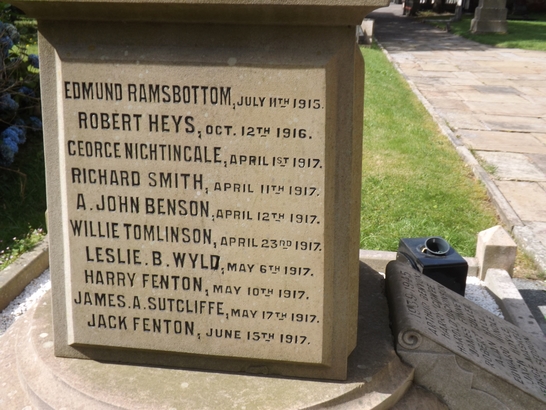 EDMUND RAMSBOTTOM, JULY 11TH 1915.
ROBERT HEYS, OCT. 12TH 1916.
GEORGE NIGHTINGALE, APRIL 1ST 1917.
RICHARD SMITH, APRIL 11TH 1917.
A. JOHN BENSON, APRIL 12TH 1917.
WILLIE TOMLINSON, APRIL 23RD 1917.
LESLIE. B. WYLD, MAY 6TH 1917.
HARRY FENTON, MAY 10TH 1917.
JAMES. A. SUTCLIFFE, MAY 17TH 1917.
JACK FENTON, JUNE 15TH 1917.